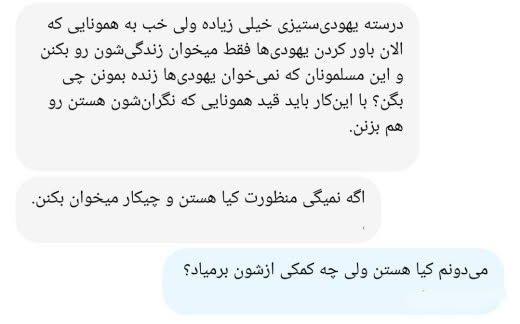 درسته یهودی‌ستیزی خیلی زیاده ولی خب به همونایی که
الان باور کردن یهودی‌ها فقط میخوان زندگی‌شون رو بکنن
و این مسلمونان که نمی‌خوان یهودی‌ها زنده بمونن چی
بگن؟ با این‌کار باید قید همونایی که نگران‌شون هستن رو
هم بزنن.
اگه نمیگی منظورت کیا هستن و چیکار میخوان بکنن.
می‌دونم کیا هستن ولی چه کمکی ازشون برمیاد؟